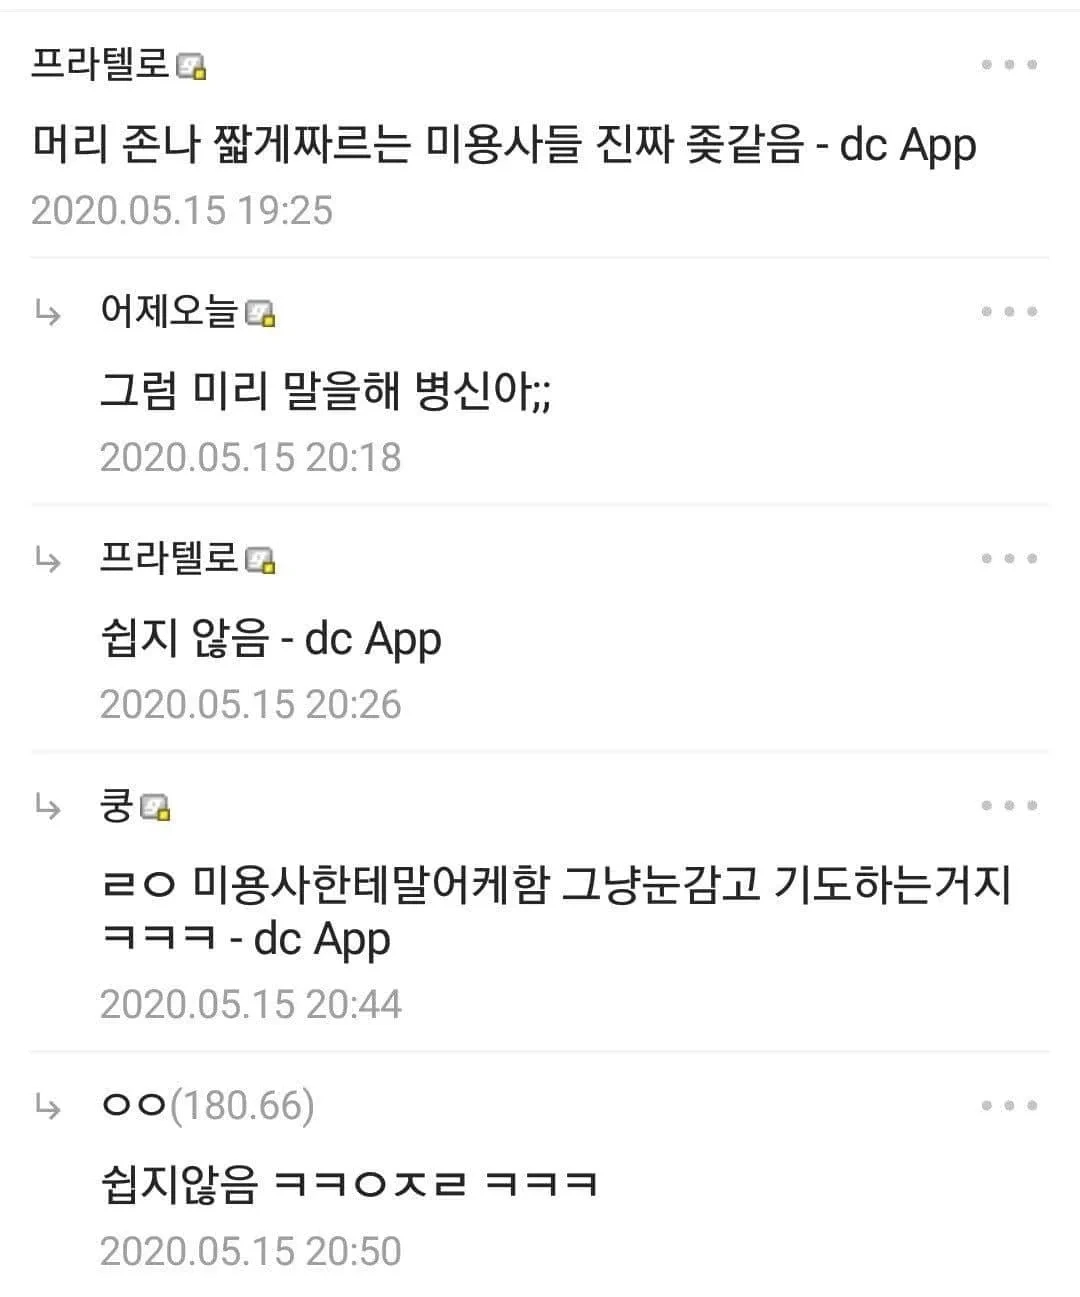 프라텔로
머리 존나 짧게짜르는 미용사들 진짜 좆같음 - dc App
2020.05.15 19:25
어제오늘
그럼 미리 말을해 병신아;;
2020.05.15 20:18
프라텔로
쉽지 않음 - dc App
2020.05.15 20:26
쿵
ㄹㅇ 미용사한테말어케함 그냥눈감고 기도하는거지
ㅋㅋㅋ - dc App
2020.05.15 20:44
ㅇㅇ(180.66)
쉽지않음 ㅋㅋㅇㅈㄹ ㅋㅋㅋ
2020.05.15 20:50